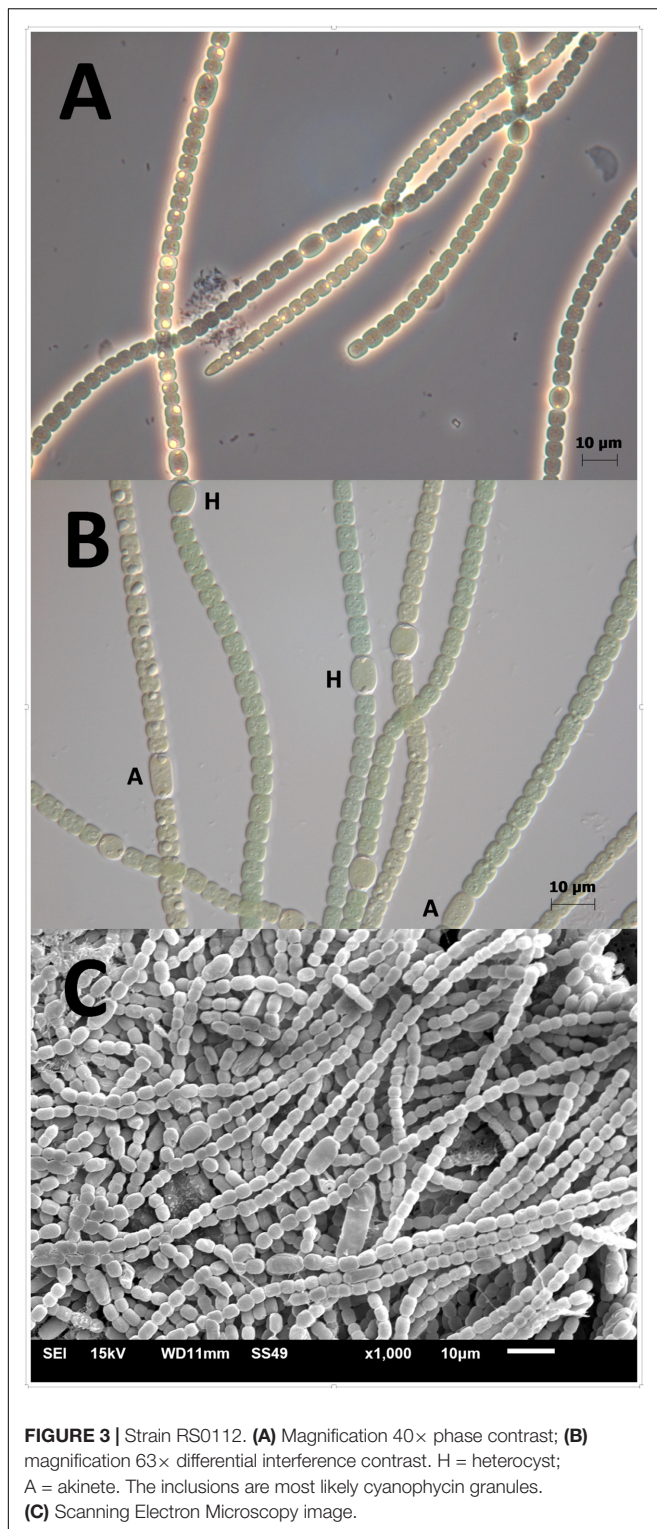 A
10 µm
B
H
H
A
A
10 µm
C
SEI 15kV WD11mm SS49 x1,000 10µm
FIGURE 3 | Strain RS0112. (A) Magnification 40× phase contrast; (B)
magnification 63× differential interference contrast. H = heterocyst;
A = akinete. The inclusions are most likely cyanophycin granules.
(C) Scanning Electron Microscopy image.